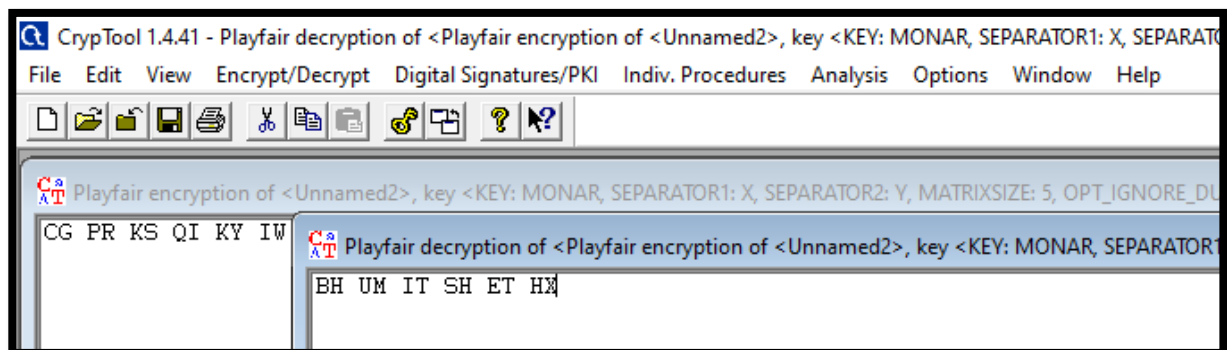 CrypTool 1.4.41 - Playfair decryption of <Playfair encryption of <Unnamed2>, key <KEY: MONAR, SEPARATOR1: X, SEPARATO
File Edit View Encrypt/Decrypt Digital Signatures/PKI Indiv. Procedures Analysis Options Window Help
Playfair encryption of <Unnamed2>, key <KEY: MONAR, SEPARATOR1: X, SEPARATOR2: Y, MATRIXSIZE: 5, OPT_IGNORE_DU
CG PR KS QI KY IW
Playfair decryption of <Playfair encryption of <Unnamed2>, key <KEY: MONAR, SEPARATOR1
BH UM IT SH ET HX